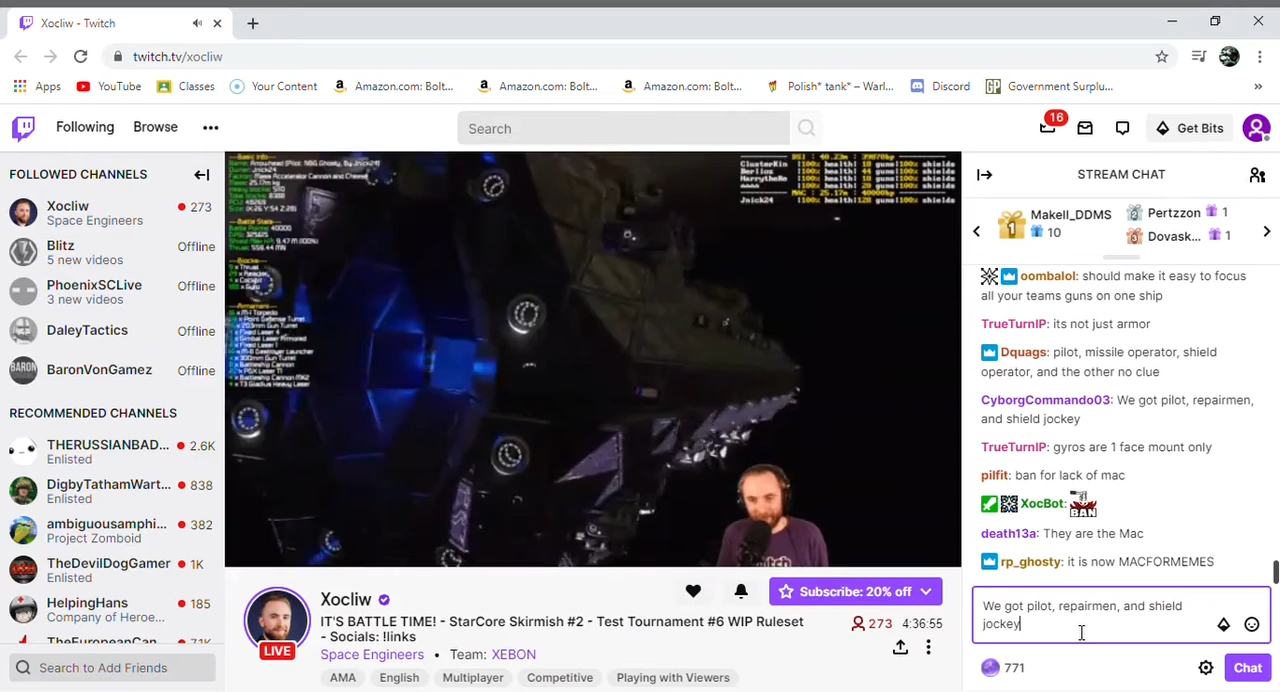 Xocliw - Twitch
twitch.tv/xocliw
Apps YouTube Classes Your Content Amazon.com: Bolt... Amazon.com: Bolt... Amazon.com: Bolt... Polish* tank* – Warl... Discord Government Surplu...
Following Browse Search 16 Get Bits
FOLLOWED CHANNELS
Xocliw 273
Space Engineers
Blitz Offline
5 new videos
PhoenixSCLive Offline
3 new videos
DaleyTactics Offline
BARON
BaronVonGamez Offline
RECOMMENDED CHANNELS
THERUSSIANBAD... 2.6K
Enlisted
DigbyTathamWart... 838
Enlisted
ambiguousamphi... 382
Project Zomboid
TheDevilDogGamer 1K
Enlisted
HelpingHans 185
Company of Heroe...
TheEuropeanCan... 7.1K
Search to Add Friends
LIVE
Xocliw
Subscribe: 20% off
IT'S BATTLE TIME! - StarCore Skirmish #2 - Test Tournament #6 WIP Ruleset
- Socials: !links
273 4:36:55
Space Engineers • Team: XEBON
AMA English Multiplayer Competitive Playing with Viewers
STREAM CHAT
1 Makell_DDMS
10
2 Pertzzon 1
3 Dovask... 1
oombalol: should make it easy to focus
all your teams guns on one ship
TrueTurnIP: its not just armor
Dquags: pilot, missile operator, shield
operator, and the other no clue
CyborgCommando03: We got pilot, repairmen,
and shield jockey
TrueTurnIP: gyros are 1 face mount only
pilfit: ban for lack of mac
XocBot: BAN
death13a: They are the Mac
rp_ghosty: it is now MACFORMEMES
We got pilot, repairmen, and shield
jockey
771
Chat